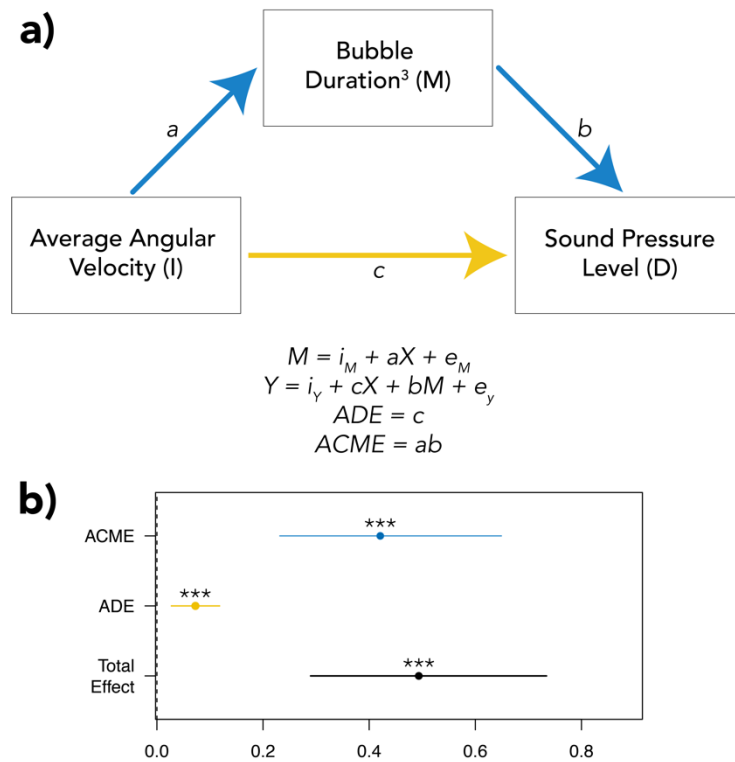 a)
Bubble
Duration³ (M)
a
b
Average Angular
Velocity (I)
Sound Pressure
Level (D)
c
M = i_M + aX + e_M
Y = i_Y + cX + bM + e_y
ADE = c
ACME = ab
b)
ACME
***
ADE
***
Total
Effect
***
0.0 0.2 0.4 0.6 0.8